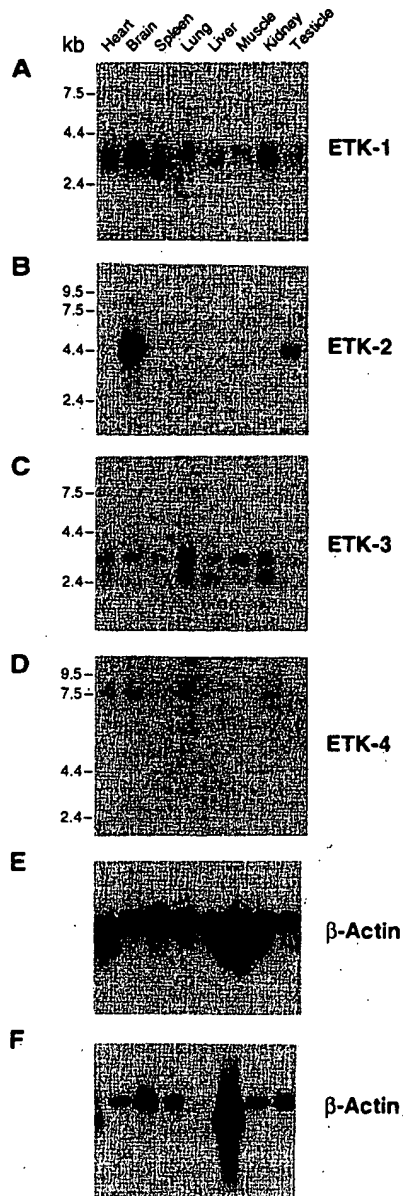 kb Heart Brain Spleen Lung Liver Muscle Kidney Testicle
A
7.5-
4.4-
2.4-
ETK-1
B
9.5-
7.5-
4.4-
2.4-
ETK-2
C
7.5-
4.4-
2.4-
ETK-3
D
9.5-
7.5-
4.4-
2.4-
ETK-4
E
β-Actin
F
β-Actin